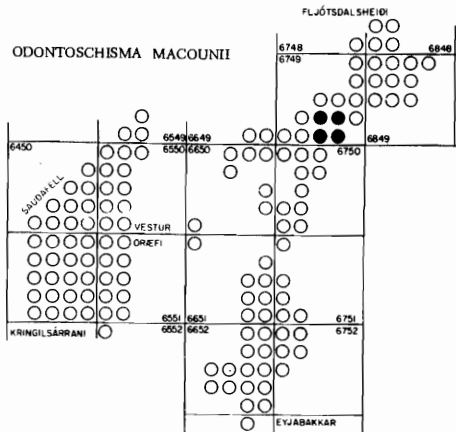 FLJÓTSDALSHEIÐI
ODONTOSCHISMA MACOUNII
6748 6848
6749
6450 6549 6649 6849
6550 6650 6750
SAUÐAFELL
VESTUR
ÖRÆFI
6551 6651 6751
KRINGILSÁRRANI 6552 6652 6752
EYJABAKKAR